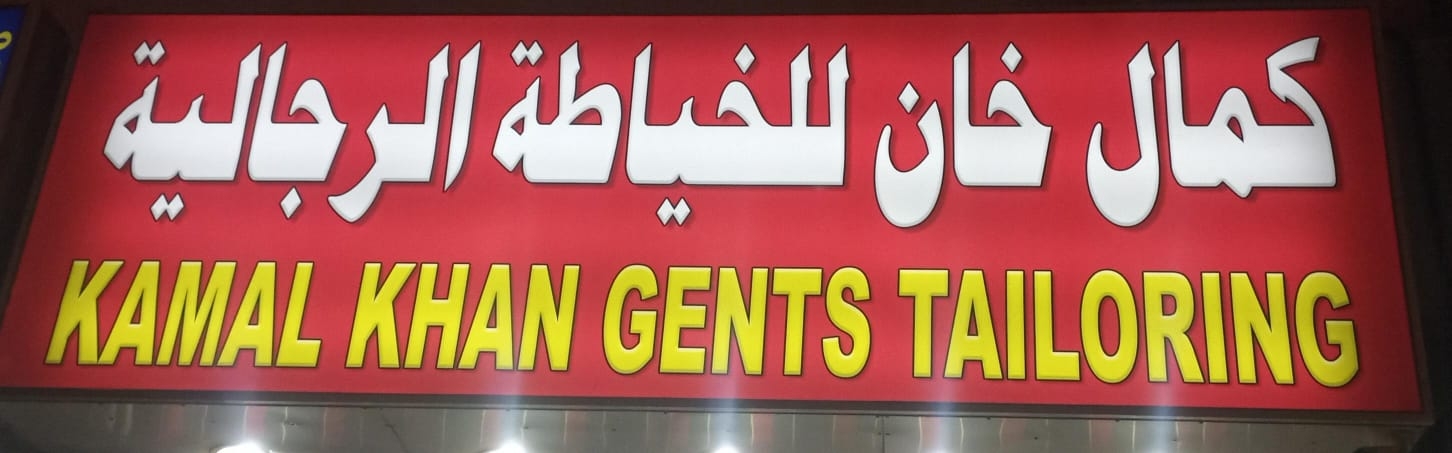 كمال خان للخياطة الرجالية
KAMAL KHAN GENTS TAILORING